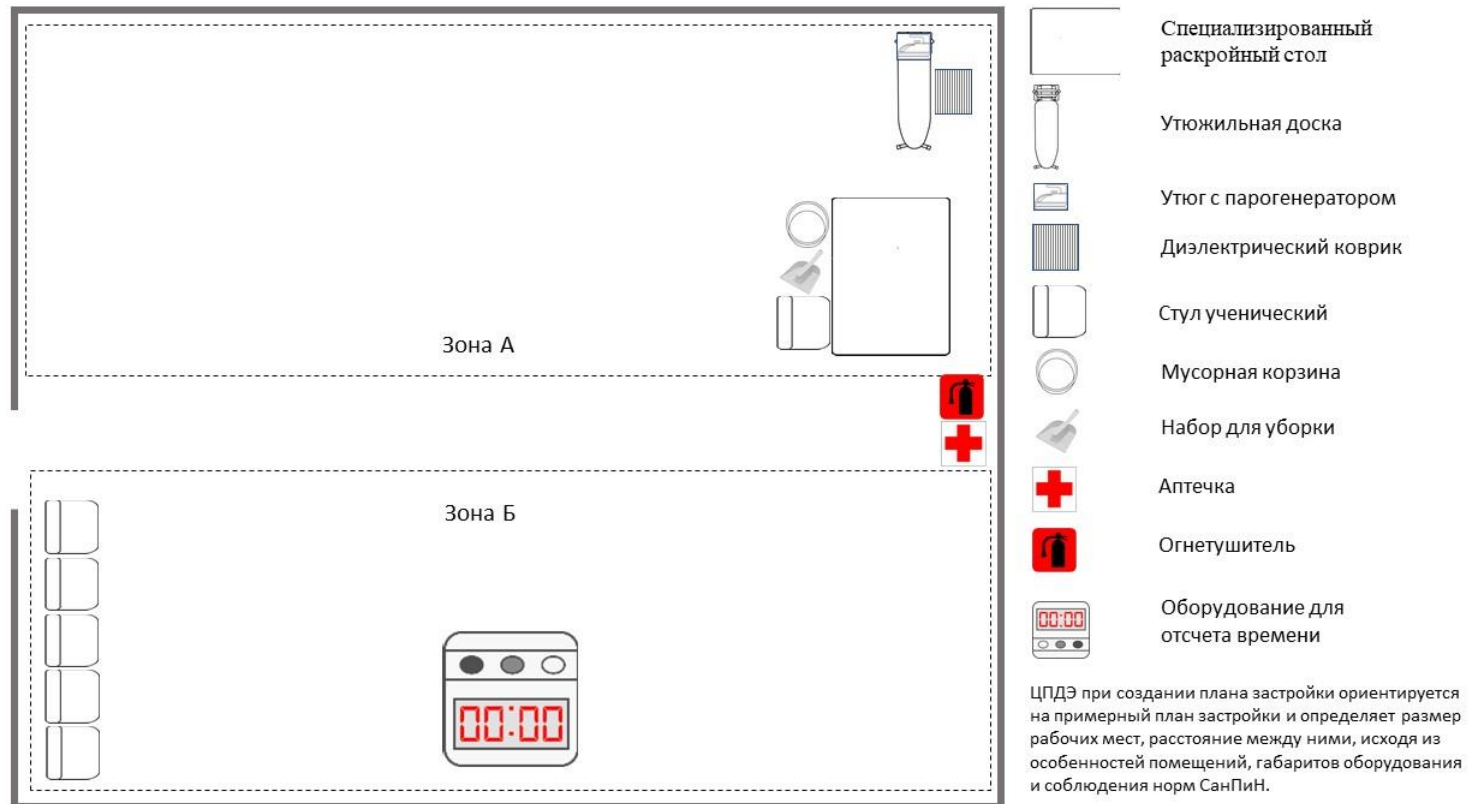 Зона А
Зона Б
00:00
Специализированный
раскройный стол
Утюжильная доска
Утюг с парогенератором
Диэлектрический коврик
Стул ученический
Мусорная корзина
Набор для уборки
Аптечка
Огнетушитель
00:00
Оборудование для
отсчета времени
ЦПДЭ при создании плана застройки ориентируется
на примерный план застройки и определяет размер
рабочих мест, расстояние между ними, исходя из
особенностей помещений, габаритов оборудования
и соблюдения норм СанПиН.